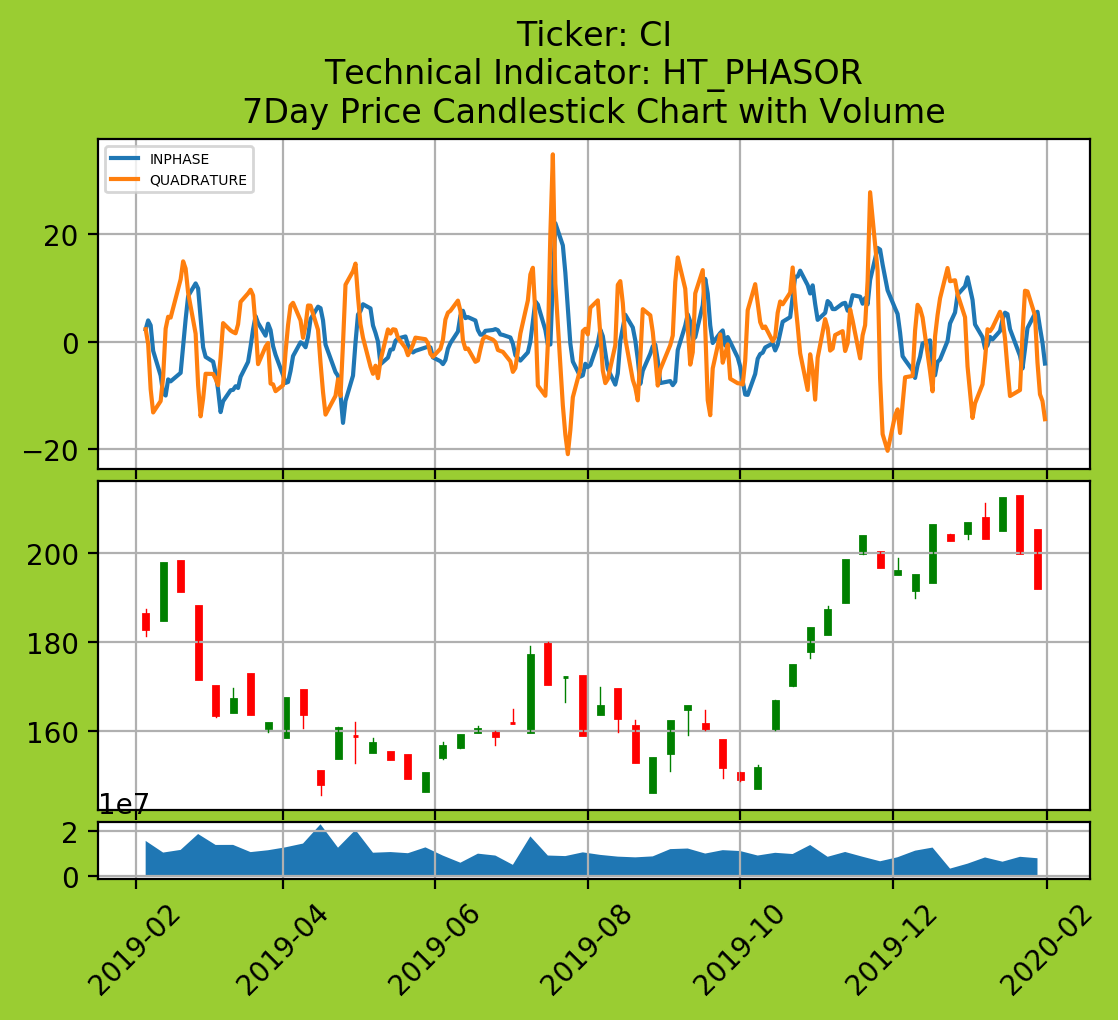 Ticker: CI
Technical Indicator: HT_PHASOR
7Day Price Candlestick Chart with Volume
INPHASE
QUADRATURE
20
0
−20
200
180
160
1e7
2
0
2019-02
2019-04
2019-06
2019-08
2019-10
2019-12
2020-02